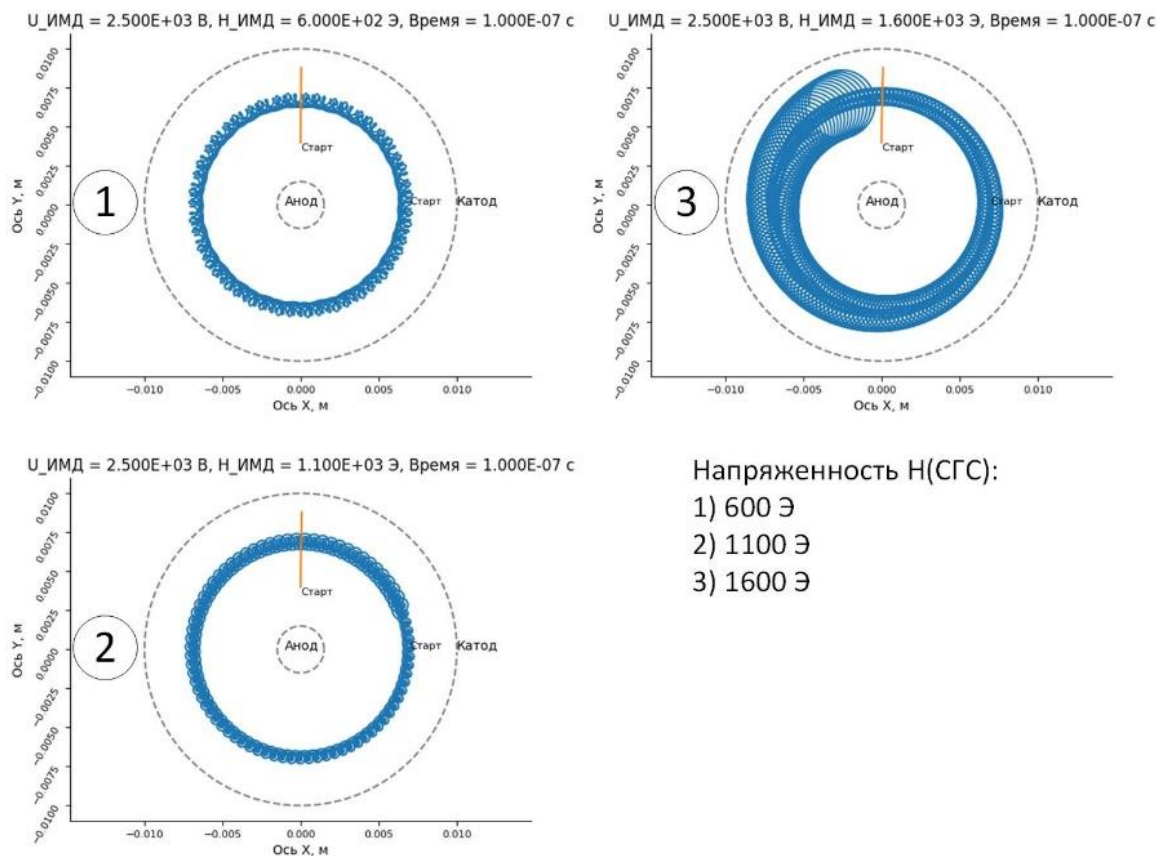 U_ИМД = 2.500E+03 В, H_ИМД = 6.000E+02 Э, Время = 1.000E-07 с
0.0100
0.0075
0.0050
0.0025
0.0000
−0.0025
−0.0050
−0.0075
−0.0100
Ось Y, м
1
Старт
Анод
Старт
Катод
−0.010
−0.005
0.000
0.005
0.010
Ось X, м
U_ИМД = 2.500E+03 В, H_ИМД = 1.600E+03 Э, Время = 1.000E-07 с
0.0100
0.0075
0.0050
0.0025
0.0000
−0.0025
−0.0050
−0.0075
−0.0100
Ось Y, м
3
Старт
Анод
Старт
Катод
−0.010
−0.005
0.000
0.005
0.010
Ось X, м
U_ИМД = 2.500E+03 В, H_ИМД = 1.100E+03 Э, Время = 1.000E-07 с
0.0100
0.0075
0.0050
0.0025
0.0000
−0.0025
−0.0050
−0.0075
−0.0100
Ось Y, м
2
Старт
Анод
Старт
Катод
−0.010
−0.005
0.000
0.005
0.010
Ось X, м
Напряженность Н(СГС):
1) 600 Э
2) 1100 Э
3) 1600 Э